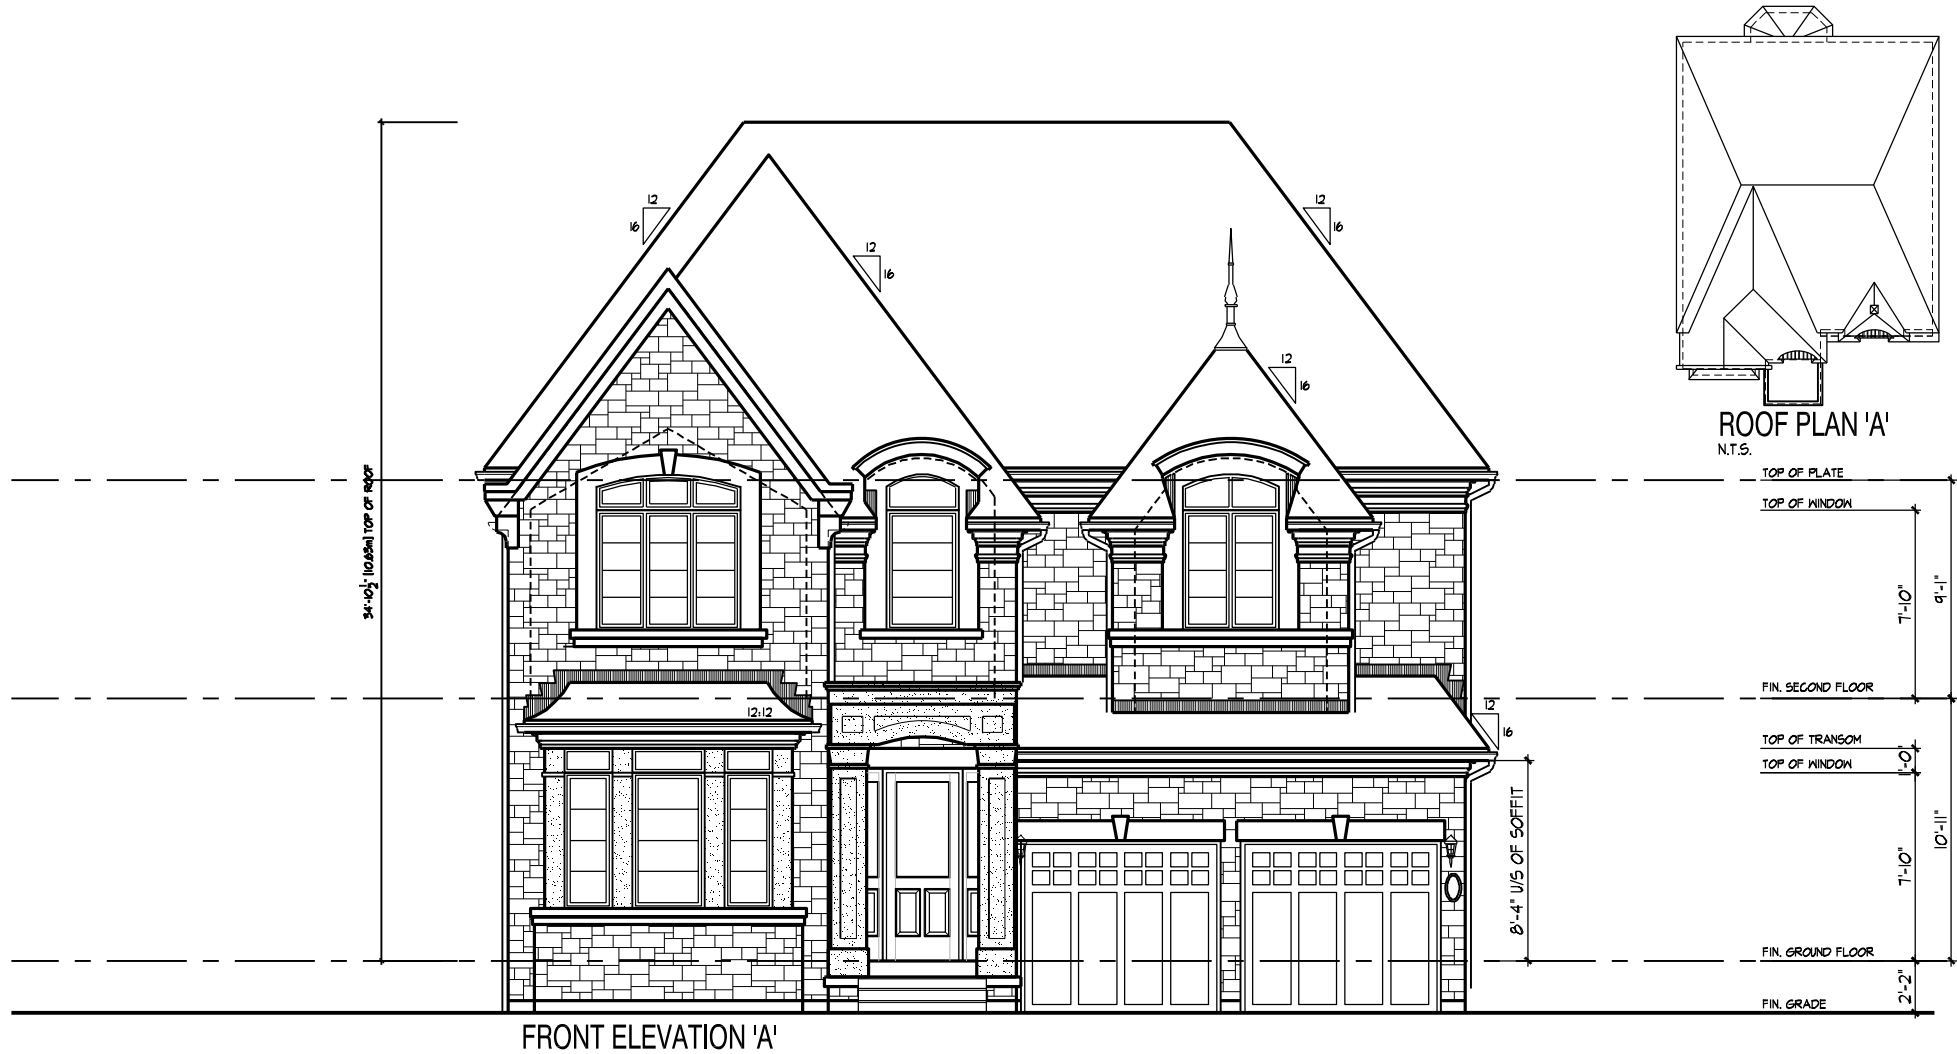 ROOF PLAN 'A'
N.T.S.
12
16
12
16
12
16
12
16
34'-10½" [10.63m] TOP OF ROOF
TOP OF PLATE
TOP OF WINDOW
7'-10"
9'-1"
FIN. SECOND FLOOR
12:12
12
16
TOP OF TRANSOM
1'-0"
TOP OF WINDOW
8'-4" U/S OF SOFFIT
7'-10"
10'-11"
FIN. GROUND FLOOR
2'-2"
FIN. GRADE
FRONT ELEVATION 'A'